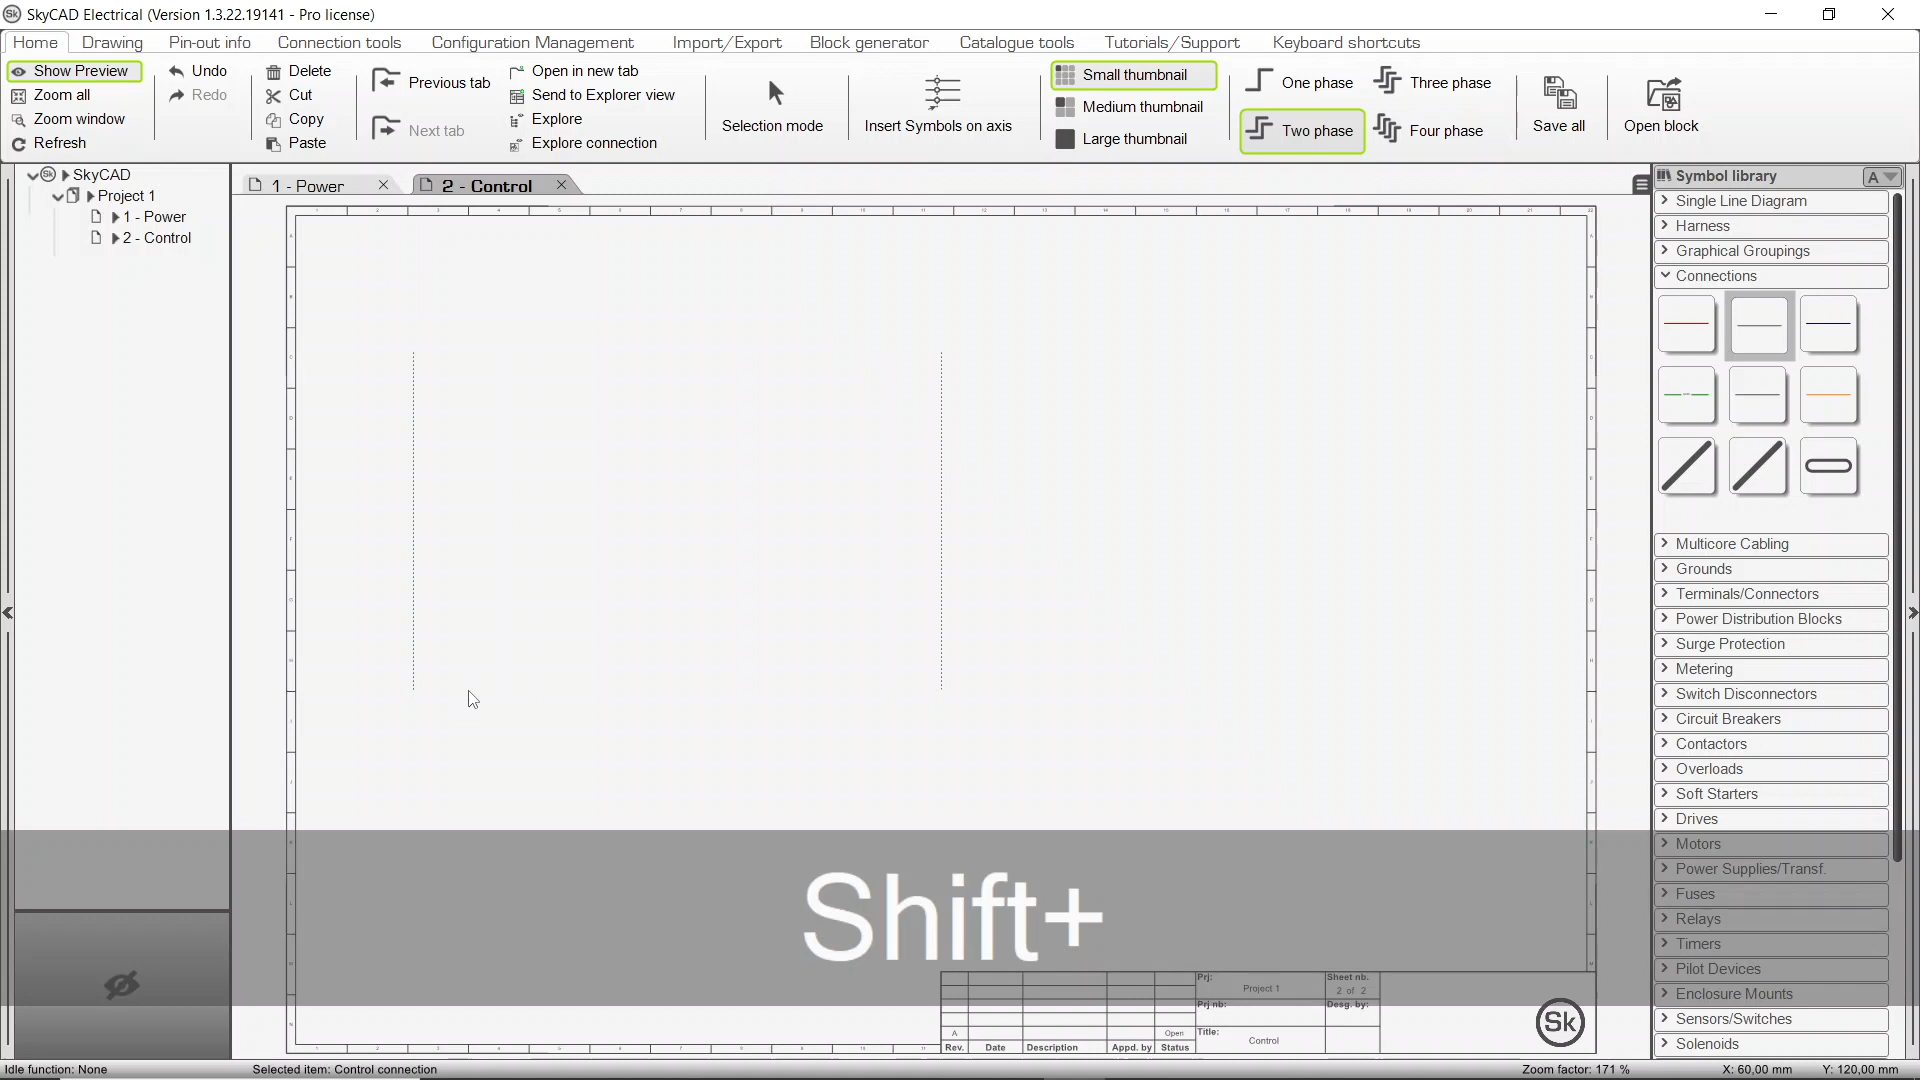 Sk SkyCAD Electrical (Version 1.3.22.19141 - Pro license)
Home Drawing Pin-out info Connection tools Configuration Management Import/Export Block generator Catalogue tools Tutorials/Support Keyboard shortcuts
Show Preview
Zoom all
Zoom window
Refresh
Undo
Redo
Delete
Cut
Copy
Paste
Previous tab
Next tab
Open in new tab
Send to Explorer view
Explore
Explore connection
Selection mode
Insert Symbols on axis
Small thumbnail
Medium thumbnail
Large thumbnail
One phase
Two phase
Three phase
Four phase
Save all
Open block
Sk SkyCAD
Project 1
1 - Power
2 - Control
1 - Power
2 - Control
Symbol library A
Single Line Diagram
Harness
Graphical Groupings
Connections
Multicore Cabling
Grounds
Terminals/Connectors
Power Distribution Blocks
Surge Protection
Metering
Switch Disconnectors
Circuit Breakers
Contactors
Overloads
Soft Starters
Drives
Motors
Power Supplies/Transf.
Fuses
Relays
Timers
Pilot Devices
Enclosure Mounts
Sensors/Switches
Solenoids
Shift+
Prj: Project 1
Sheet nb. 2 of 2
Prj nb:
Desg. by:
A Open
Title: Control
Rev. Date Description Appd. by Status
Sk
Idle function: None
Selected item: Control connection
Zoom factor: 171 %
X: 60,00 mm
Y: 120,00 mm